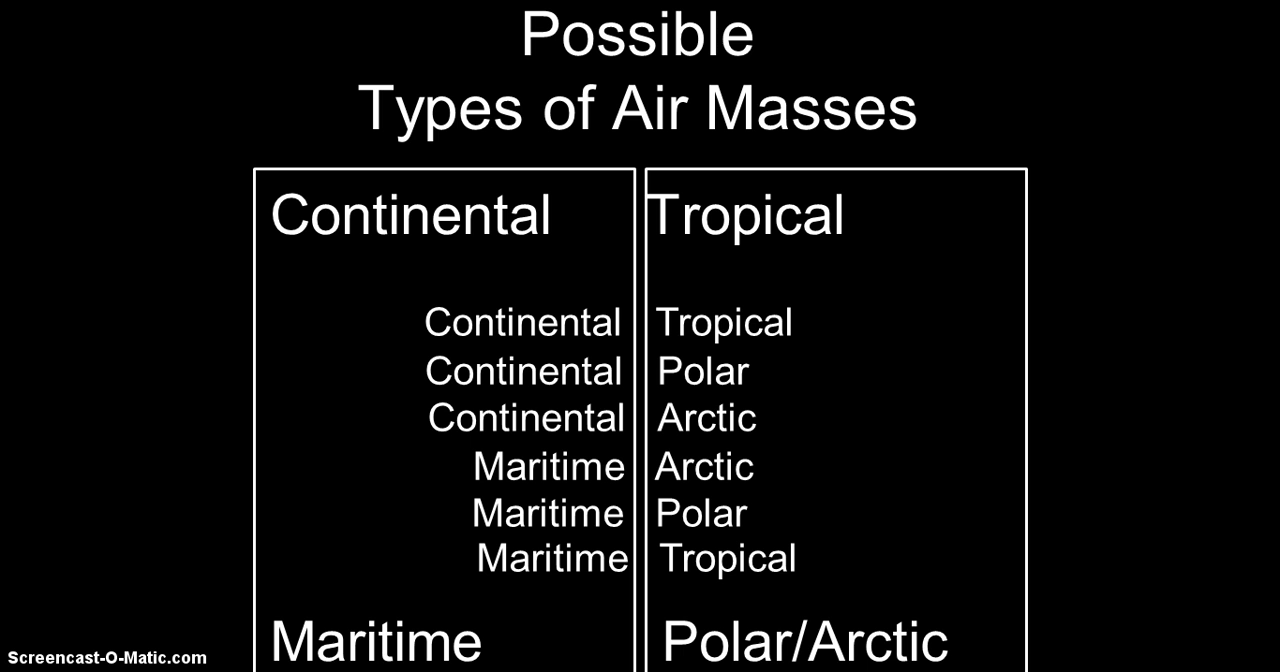 Possible
Types of Air Masses
Continental Tropical
Continental Tropical
Continental Polar
Continental Arctic
Maritime Arctic
Maritime Polar
Maritime Tropical
Maritime Polar/Arctic
Screencast-O-Matic.com